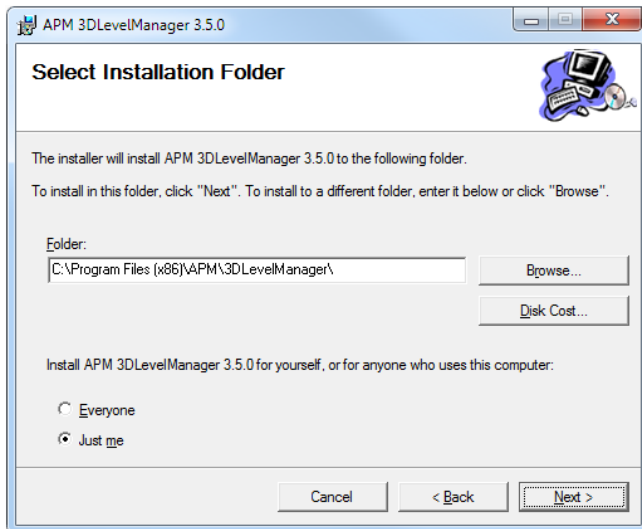 APM 3DLevelManager 3.5.0
Select Installation Folder
The installer will install APM 3DLevelManager 3.5.0 to the following folder.
To install in this folder, click "Next". To install to a different folder, enter it below or click "Browse".
Folder:
C:\Program Files (x86)\APM\3DLevelManager\
Browse...
Disk Cost...
Install APM 3DLevelManager 3.5.0 for yourself, or for anyone who uses this computer:
Everyone
Just me
Cancel
< Back
Next >